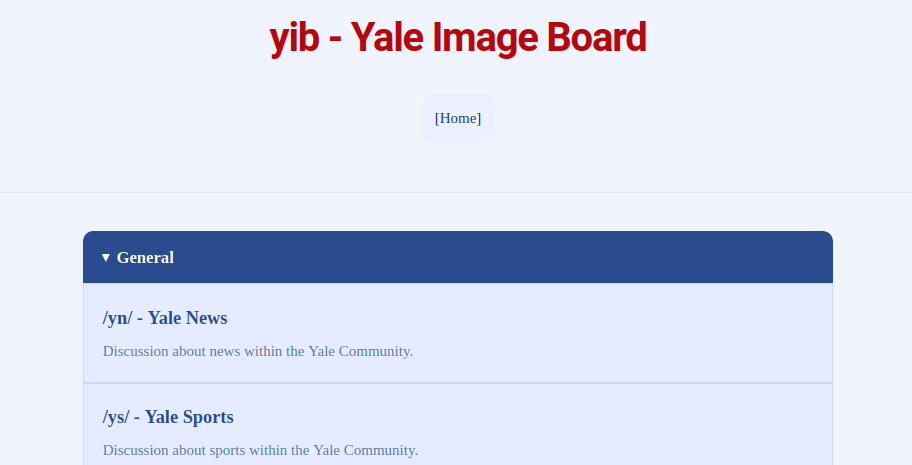 yib - Yale Image Board
[Home]
▼ General
/yn/ - Yale News
Discussion about news within the Yale Community.
/ys/ - Yale Sports
Discussion about sports within the Yale Community.